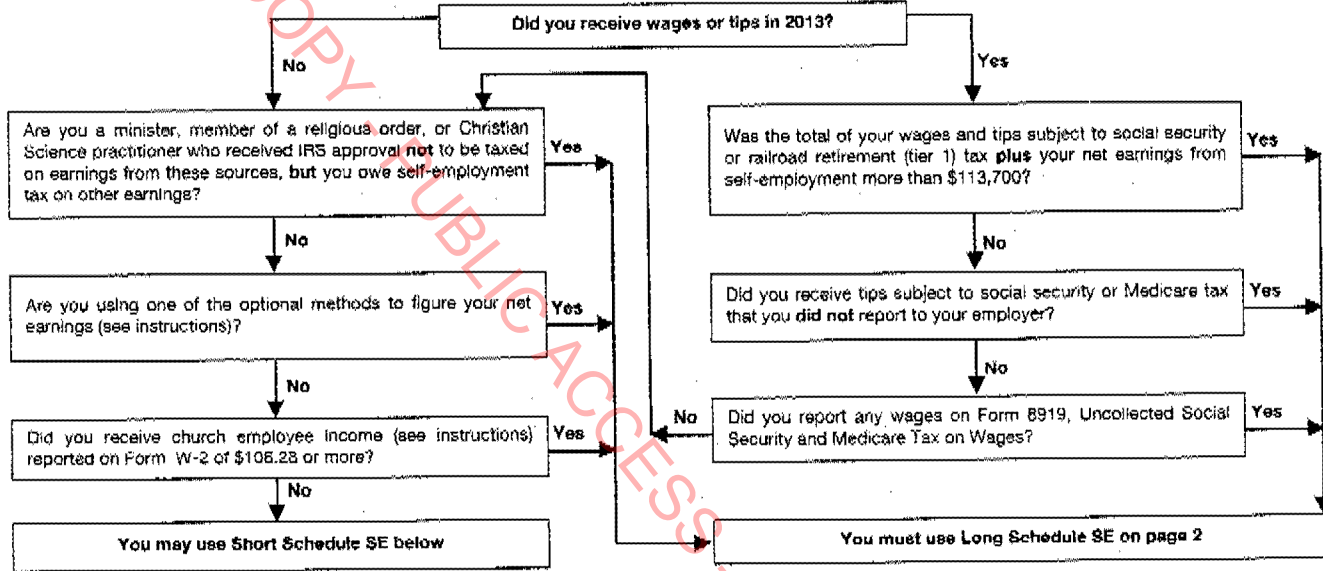 Did you receive wages or tips in 2013?
No
Yes
Are you a minister, member of a religious order, or Christian
Science practitioner who received IRS approval not to be taxed
on earnings from these sources, but you owe self-employment
tax on other earnings?
Yes
Was the total of your wages and tips subject to social security
or railroad retirement (tier 1) tax plus your net earnings from
self-employment more than $113,700?
Yes
No
No
Are you using one of the optional methods to figure your net
earnings (see instructions)?
Yes
Did you receive tips subject to social security or Medicare tax
that you did not report to your employer?
Yes
No
No
Did you receive church employee income (see instructions)
reported on Form W-2 of $108.28 or more?
Yes
No
Did you report any wages on Form 8919, Uncollected Social
Security and Medicare Tax on Wages?
Yes
No
You may use Short Schedule SE below
You must use Long Schedule SE on page 2
COPY - PUBLIC ACCESS